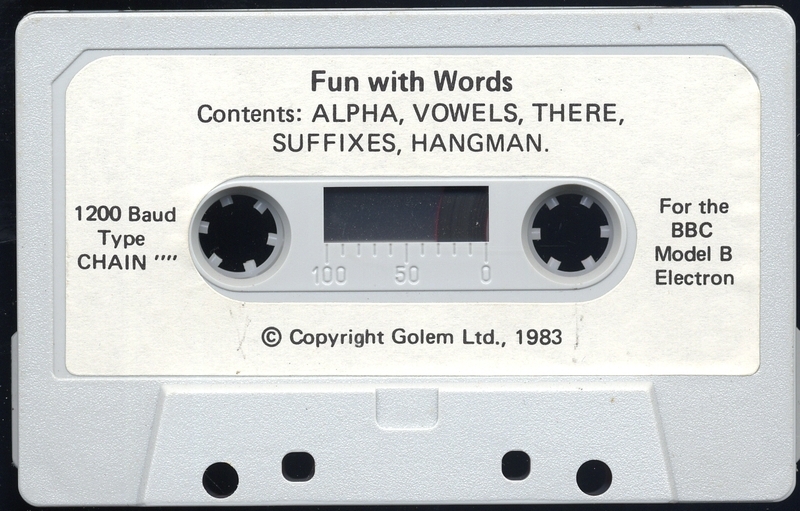 Fun with Words
Contents: ALPHA, VOWELS, THERE,
SUFFIXES, HANGMAN.
1200 Baud
Type
CHAIN """"
For the
BBC
Model B
Electron
100 50 0
© Copyright Golem Ltd., 1983